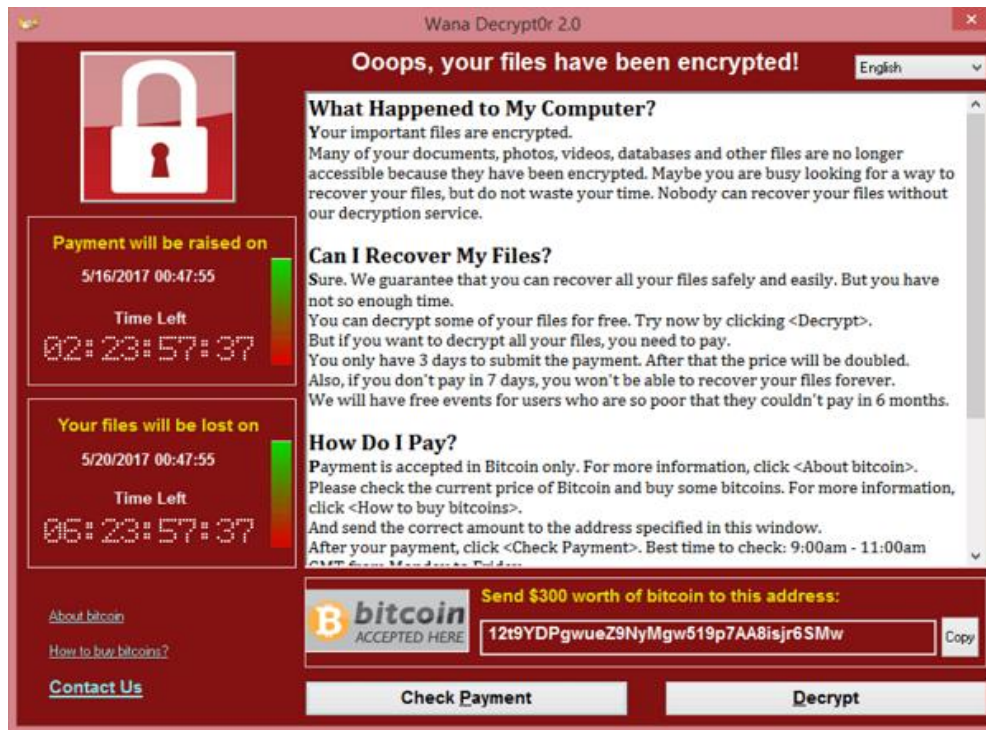 Wana Decrypt0r 2.0
Ooops, your files have been encrypted!
English
What Happened to My Computer?
Your important files are encrypted.
Many of your documents, photos, videos, databases and other files are no longer
accessible because they have been encrypted. Maybe you are busy looking for a way to
recover your files, but do not waste your time. Nobody can recover your files without
our decryption service.
Can I Recover My Files?
Sure. We guarantee that you can recover all your files safely and easily. But you have
not so enough time.
You can decrypt some of your files for free. Try now by clicking <Decrypt>.
But if you want to decrypt all your files, you need to pay.
You only have 3 days to submit the payment. After that the price will be doubled.
Also, if you don't pay in 7 days, you won't be able to recover your files forever.
We will have free events for users who are so poor that they couldn't pay in 6 months.
How Do I Pay?
Payment is accepted in Bitcoin only. For more information, click <About bitcoin>.
Please check the current price of Bitcoin and buy some bitcoins. For more information,
click <How to buy bitcoins>.
And send the correct amount to the address specified in this window.
After your payment, click <Check Payment>. Best time to check: 9:00am - 11:00am
GMT from Monday to Friday.
Payment will be raised on
5/16/2017 00:47:55
Time Left
02:23:57:37
Your files will be lost on
5/20/2017 00:47:55
Time Left
06:23:57:37
About bitcoin
How to buy bitcoins?
Contact Us
bitcoin
ACCEPTED HERE
Send $300 worth of bitcoin to this address:
12t9YDPgwueZ9NyMgw519p7AA8isjr6SMw
Copy
Check Payment
Decrypt